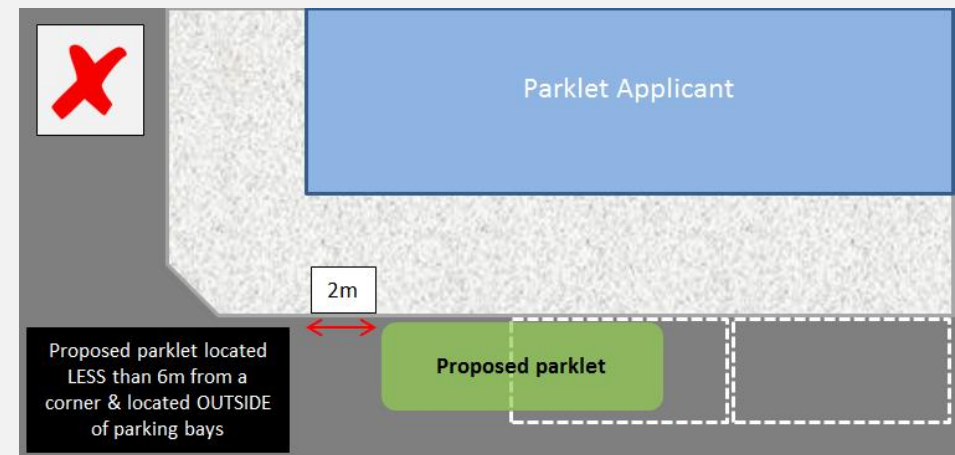 Parklet Applicant
2m
Proposed parklet located
LESS than 6m from a
corner & located OUTSIDE
of parking bays
Proposed parklet